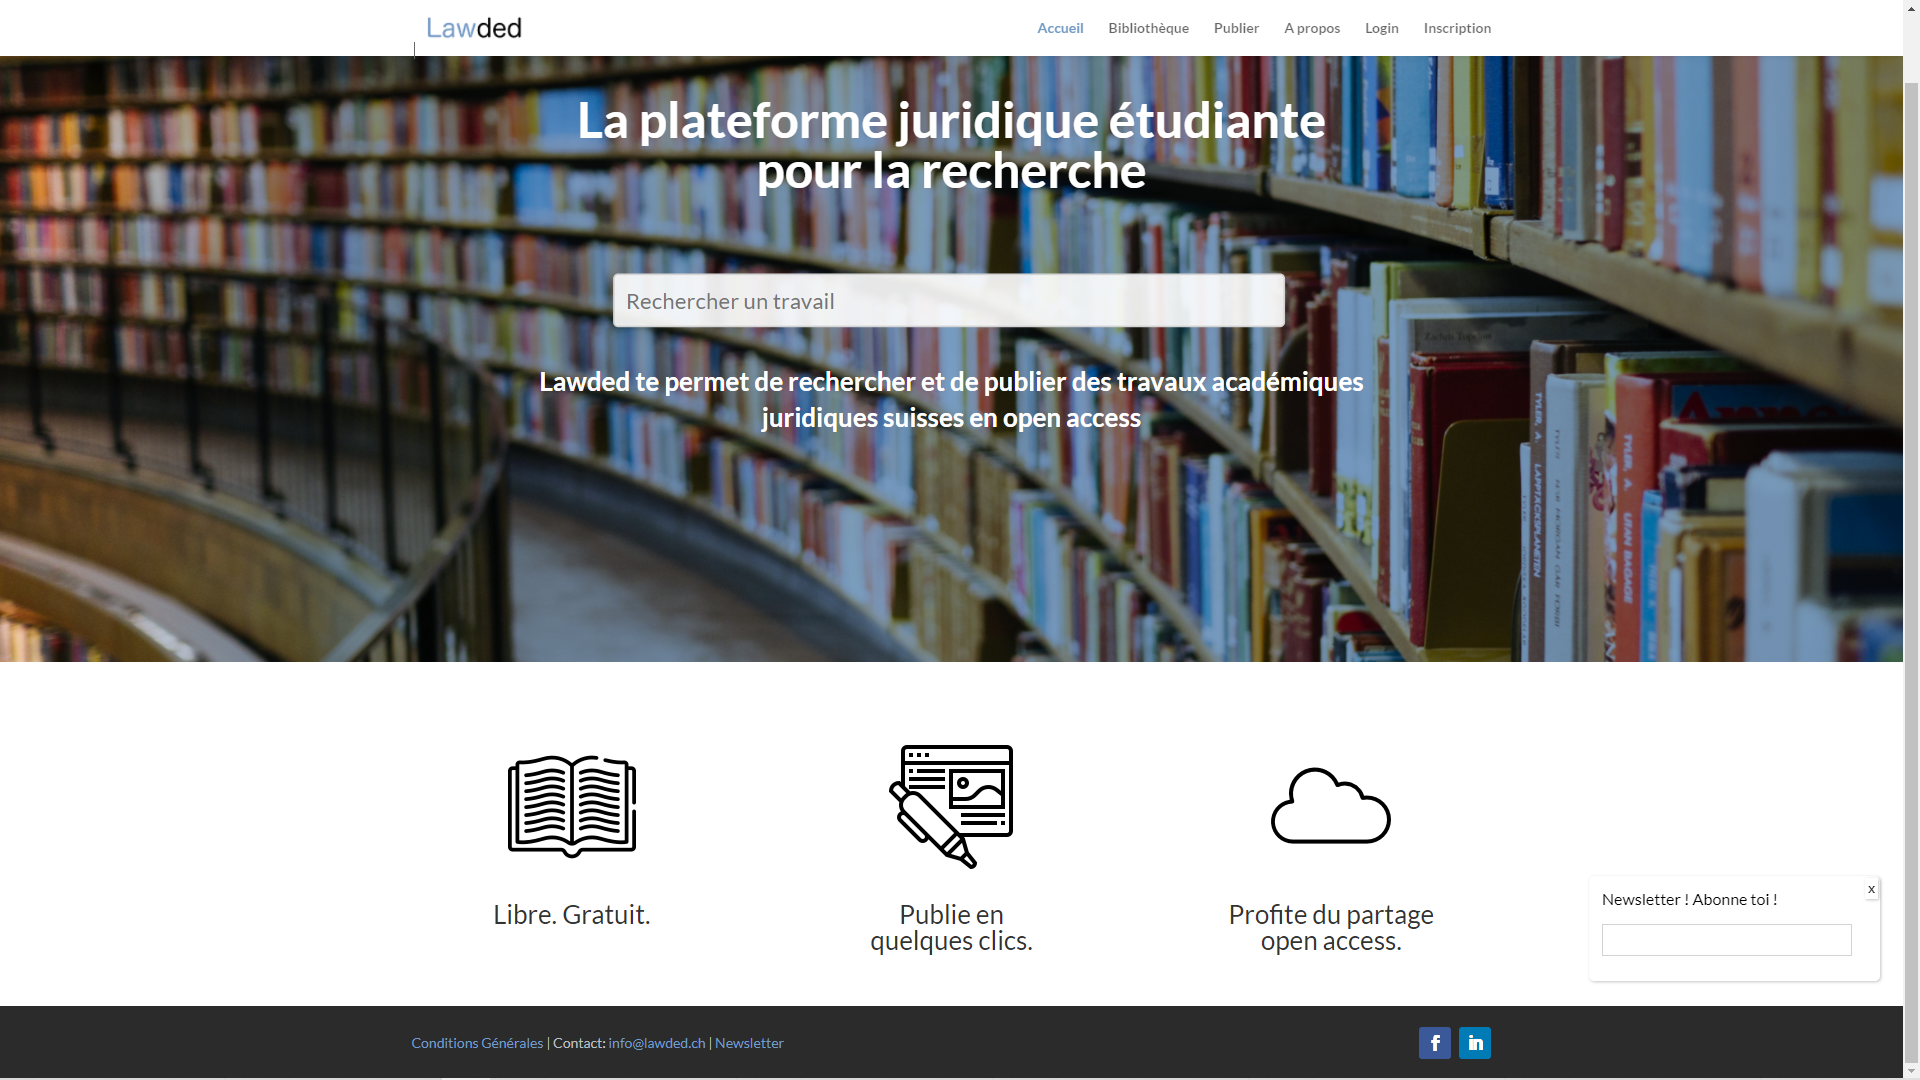 Lawded
Accueil Bibliothèque Publier A propos Login Inscription
La plateforme juridique étudiante
pour la recherche
Rechercher un travail
Lawded te permet de rechercher et de publier des travaux académiques
juridiques suisses en open access
Libre. Gratuit.
Publie en
quelques clics.
Profite du partage
open access.
x
Newsletter ! Abonne toi !
Conditions Générales | Contact: info@lawded.ch | Newsletter